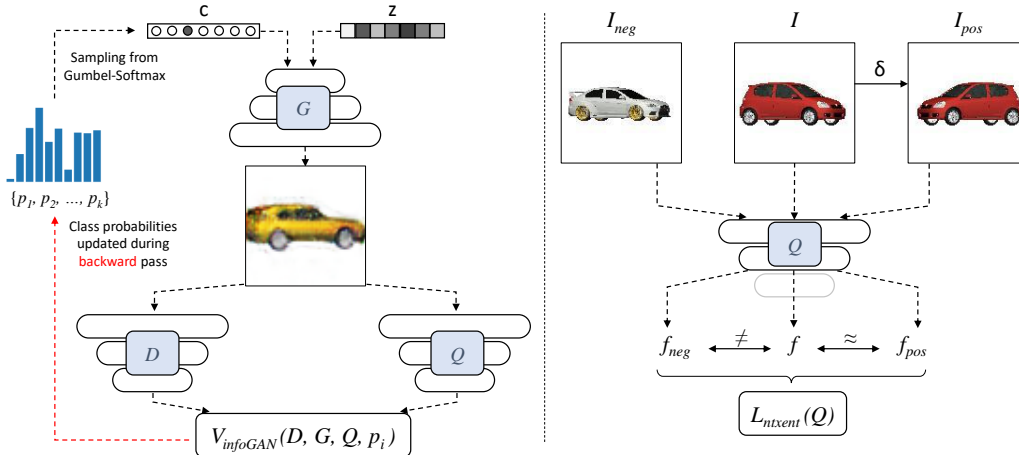 c
z
Sampling from
Gumbel-Softmax
G
{p1, p2, ..., pk}
Class probabilities
updated during
backward pass
D
Q
VinfoGAN(D, G, Q, pi)
Ineg
I
Ipos
δ
Q
fneg
≠
f
≈
fpos
Lntxent(Q)